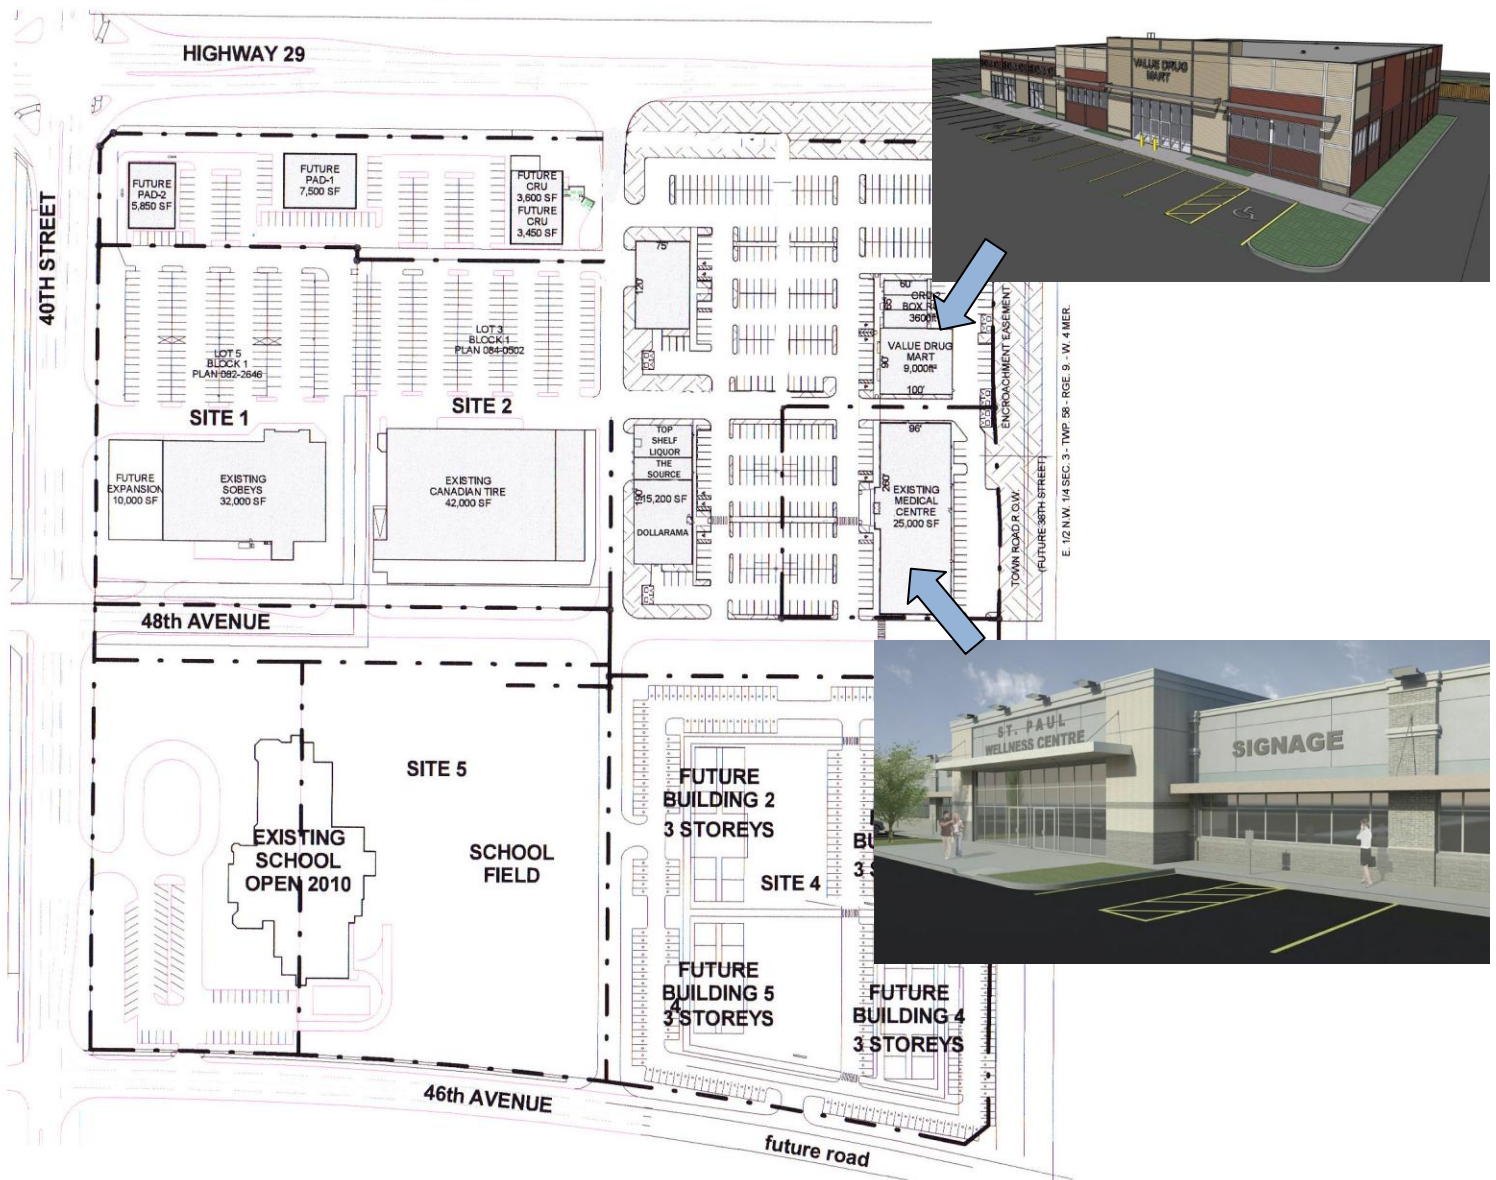 HIGHWAY 29
40TH STREET
FUTURE
PAD-2
5,850 SF
FUTURE
PAD-1
7,500 SF
FUTURE
CRU
3,600 SF
FUTURE
CRU
3,450 SF
VALUE DRUG
MART
75'
120'
60'
BOX
VALUE DRUG
MART
9,000ft²
90'
100'
ENCROACHMENT EASEMENT
LOT 5
BLOCK 1
PLAN 082-2646
LOT 3
BLOCK 1
PLAN 084-0502
SITE 1
SITE 2
FUTURE
EXPANSION
10,000 SF
EXISTING
SOBEYS
32,000 SF
EXISTING
CANADIAN TIRE
42,000 SF
TOP
SHELF
LIQUOR
THE
SOURCE
190'
15,200 SF
DOLLARAMA
96'
260'
EXISTING
MEDICAL
CENTRE
25,000 SF
TOWN ROAD R.O.W.
(FUTURE 38TH STREET)
E. 1/2 N.W. 1/4 SEC. 3 - TWP. 58 - RGE. 9. - W. 4 MER.
48th AVENUE
ST. PAUL
WELLNESS CENTRE
SIGNAGE
SITE 5
EXISTING
SCHOOL
OPEN 2010
SCHOOL
FIELD
FUTURE
BUILDING 2
3 STOREYS
SITE 4
FUTURE
BUILDING 5
4
3 STOREYS
FUTURE
BUILDING 4
3 STOREYS
46th AVENUE
future road